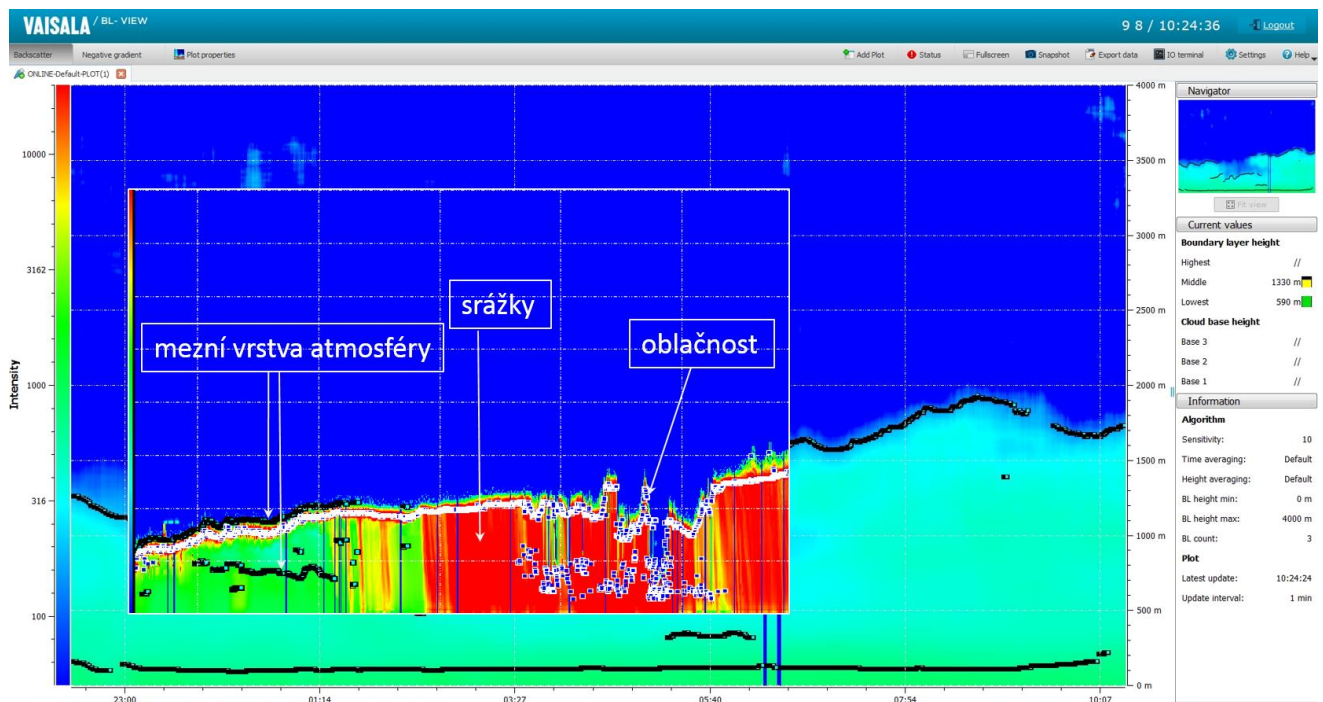 VAISALA / BL- VIEW
9 8 / 10:24:36
Logout
Backscatter
Negative gradient
Plot properties
Add Plot
Status
Fullscreen
Snapshot
Export data
IO terminal
Settings
Help
ONLINE-Default-PLOT(1)
Intensity
10000
3162
1000
316
100
4000 m
3500 m
3000 m
2500 m
2000 m
1500 m
1000 m
500 m
0 m
mezní vrstva atmosféry
srážky
oblačnost
23:00
01:14
03:27
05:40
07:54
10:07
Navigator
Fit view
Current values
Boundary layer height
Highest //
Middle 1330 m
Lowest 590 m
Cloud base height
Base 3 //
Base 2 //
Base 1 //
Information
Algorithm
Sensitivity: 10
Time averaging: Default
Height averaging: Default
BL height min: 0 m
BL height max: 4000 m
BL count: 3
Plot
Latest update: 10:24:24
Update interval: 1 min